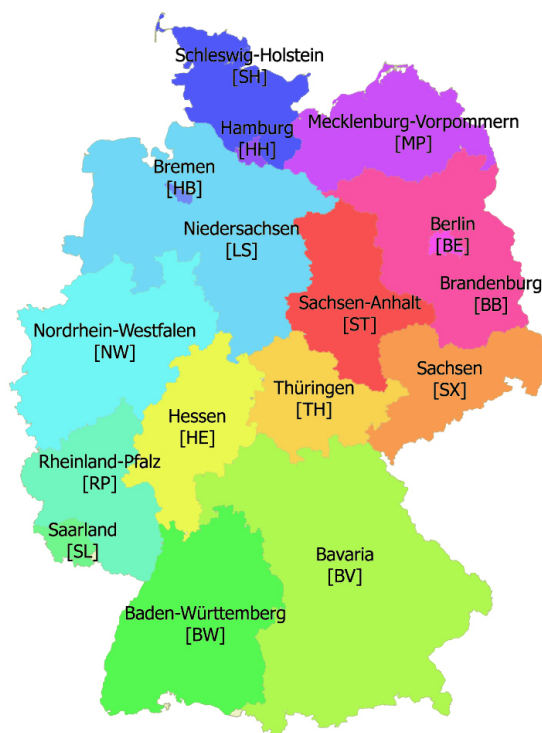 Schleswig-Holstein
[SH]
Hamburg
[HH]
Mecklenburg-Vorpommern
[MP]
Bremen
[HB]
Niedersachsen
[LS]
Berlin
[BE]
Brandenburg
[BB]
Sachsen-Anhalt
[ST]
Nordrhein-Westfalen
[NW]
Sachsen
[SX]
Thüringen
[TH]
Hessen
[HE]
Rheinland-Pfalz
[RP]
Saarland
[SL]
Bavaria
[BV]
Baden-Württemberg
[BW]